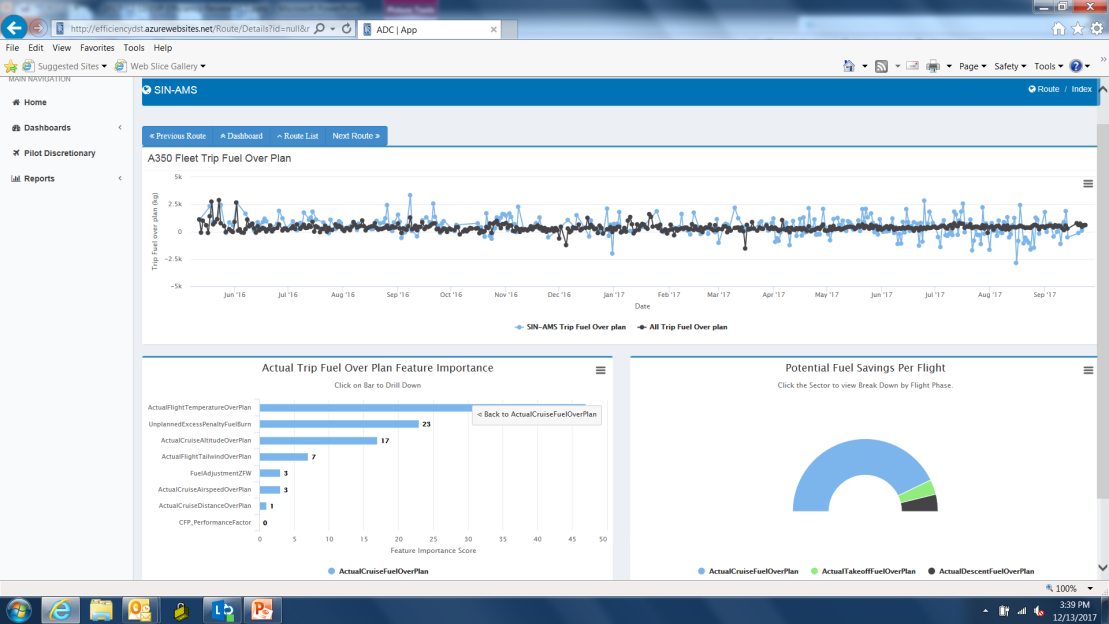 http://efficiencydst.azurewebsites.net/Route/Details?id=null&r
ADC | App
File Edit View Favorites Tools Help
Suggested Sites Web Slice Gallery
Page Safety Tools
MAIN NAVIGATION
SIN-AMS
Route / Index
Home
Dashboards
Pilot Discretionary
Reports
« Previous Route Dashboard Route List Next Route »
A350 Fleet Trip Fuel Over Plan
Trip Fuel over plan (kg)
5k
2.5k
0
−2.5k
−5k
Jun '16 Jul '16 Aug '16 Sep '16 Oct '16 Nov '16 Dec '16 Jan '17 Feb '17 Mar '17 Apr '17 May '17 Jun '17 Jul '17 Aug '17 Sep '17
Date
SIN-AMS Trip Fuel Over plan All Trip Fuel Over plan
Actual Trip Fuel Over Plan Feature Importance
Click on Bar to Drill Down
ActualFlightTemperatureOverPlan
◁ Back to ActualCruiseFuelOverPlan
UnplannedExcessPenaltyFuelBurn 23
ActualCruiseAltitudeOverPlan 17
ActualFlightTailwindOverPlan 7
FuelAdjustmentZFW 3
ActualCruiseAirspeedOverPlan 3
ActualCruiseDistanceOverPlan 1
CFP_PerformanceFactor 0
0 5 10 15 20 25 30 35 40 45 50
Feature Importance Score
ActualCruiseFuelOverPlan
Potential Fuel Savings Per Flight
Click the Sector to view Break Down by Flight Phase.
ActualCruiseFuelOverPlan ActualTakeoffFuelOverPlan ActualDescentFuelOverPlan
100%
3:39 PM
12/13/2017